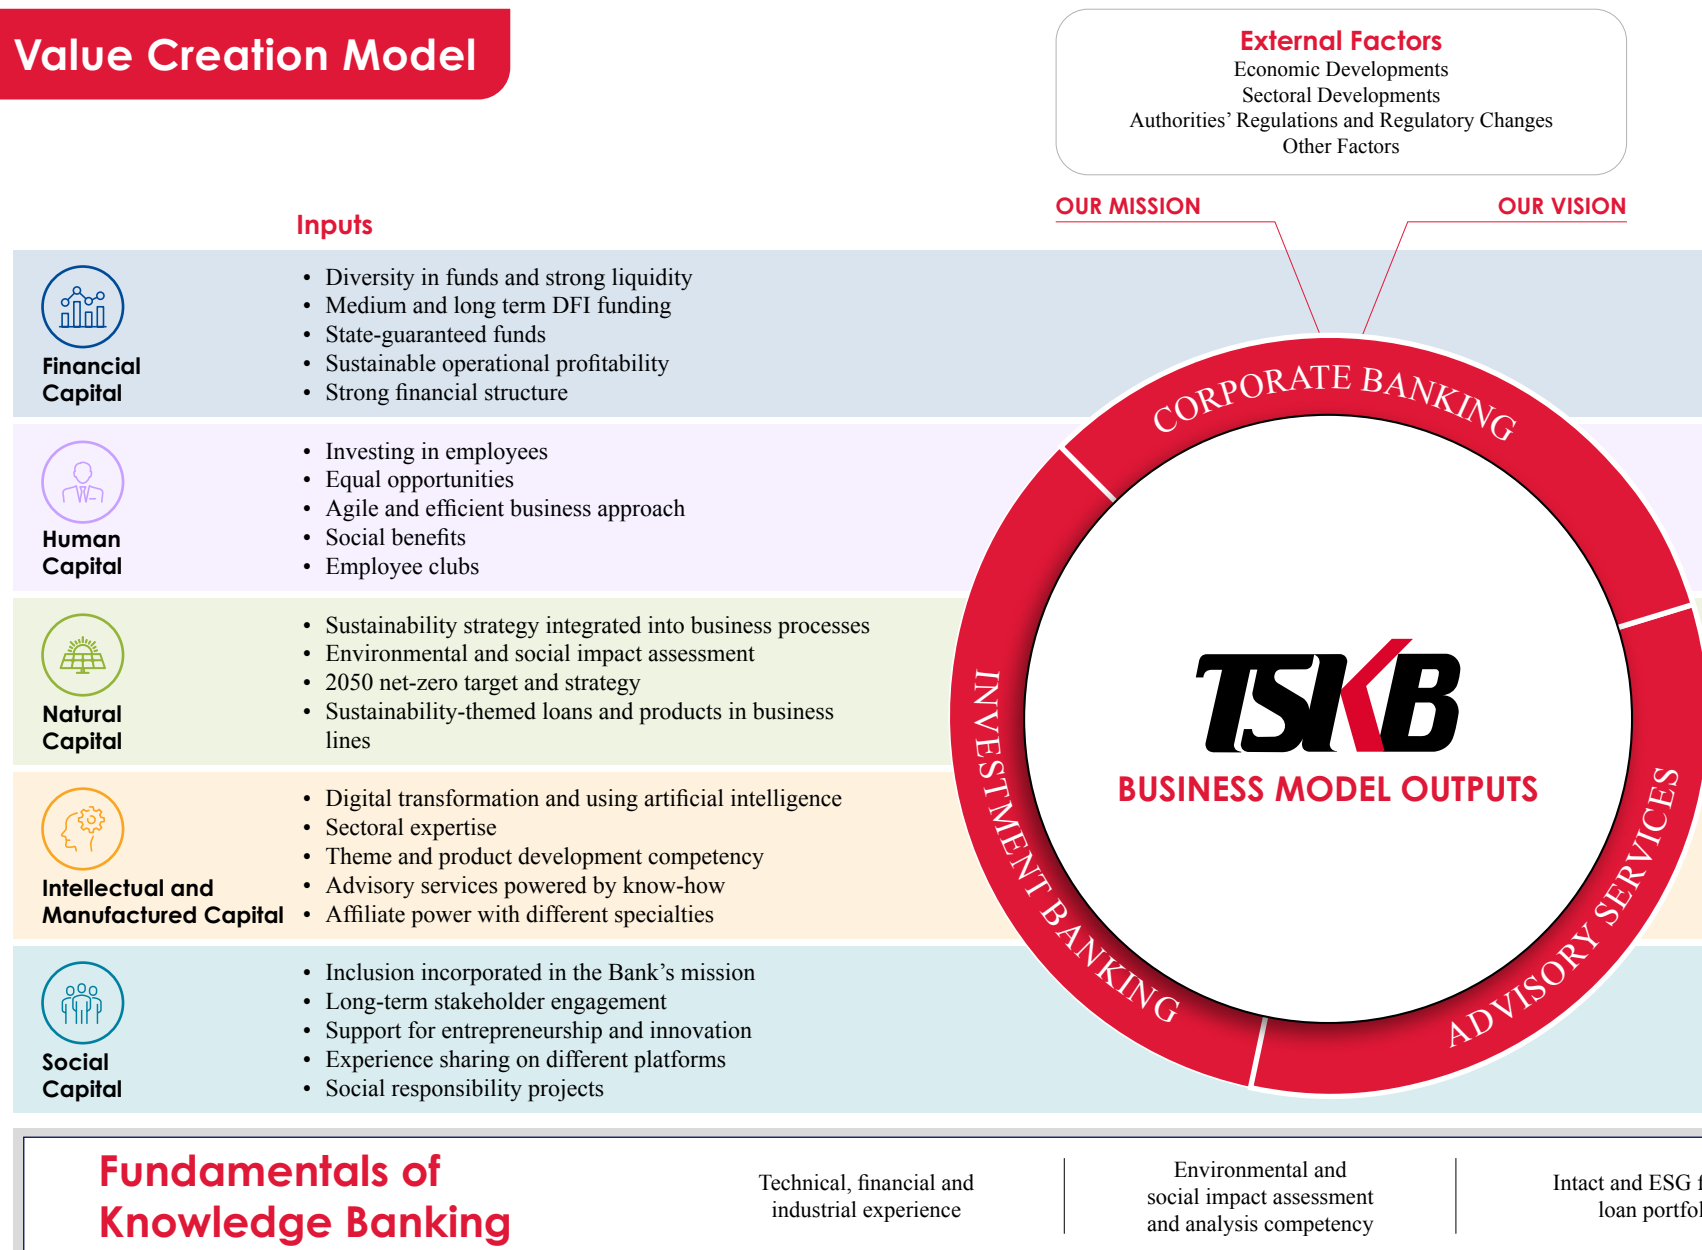 Value Creation Model
External Factors
Economic Developments
Sectoral Developments
Authorities’ Regulations and Regulatory Changes
Other Factors
OUR MISSION
OUR VISION
Inputs
Financial
Capital
• Diversity in funds and strong liquidity
• Medium and long term DFI funding
• State-guaranteed funds
• Sustainable operational profitability
• Strong financial structure
Human
Capital
• Investing in employees
• Equal opportunities
• Agile and efficient business approach
• Social benefits
• Employee clubs
Natural
Capital
• Sustainability strategy integrated into business processes
• Environmental and social impact assessment
• 2050 net-zero target and strategy
• Sustainability-themed loans and products in business
lines
Intellectual and
Manufactured Capital
• Digital transformation and using artificial intelligence
• Sectoral expertise
• Theme and product development competency
• Advisory services powered by know-how
• Affiliate power with different specialties
Social
Capital
• Inclusion incorporated in the Bank’s mission
• Long-term stakeholder engagement
• Support for entrepreneurship and innovation
• Experience sharing on different platforms
• Social responsibility projects
CORPORATE BANKING
INVESTMENT BANKING
ADVISORY SERVICES
TSKB
BUSINESS MODEL OUTPUTS
Fundamentals of
Knowledge Banking
Technical, financial and
industrial experience
Environmental and
social impact assessment
and analysis competency
Intact and ESG
loan